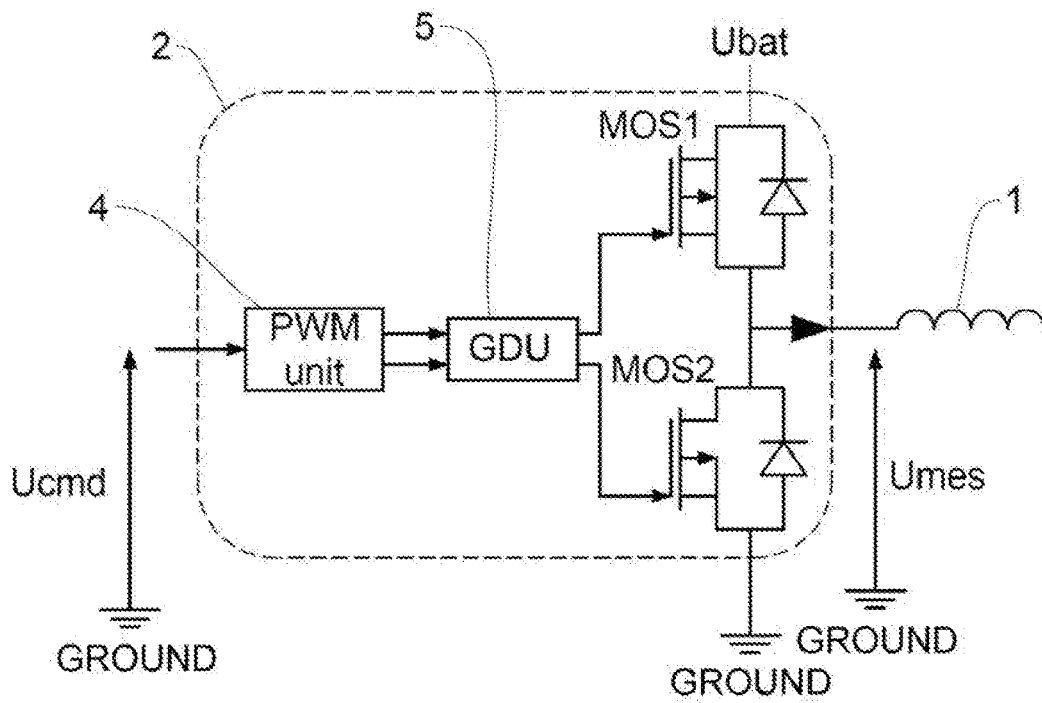 5
Ubat
2
MOS1
4
1
PWM
unit
GDU
MOS2
Ucmd
Umes
GROUND
GROUND
GROUND